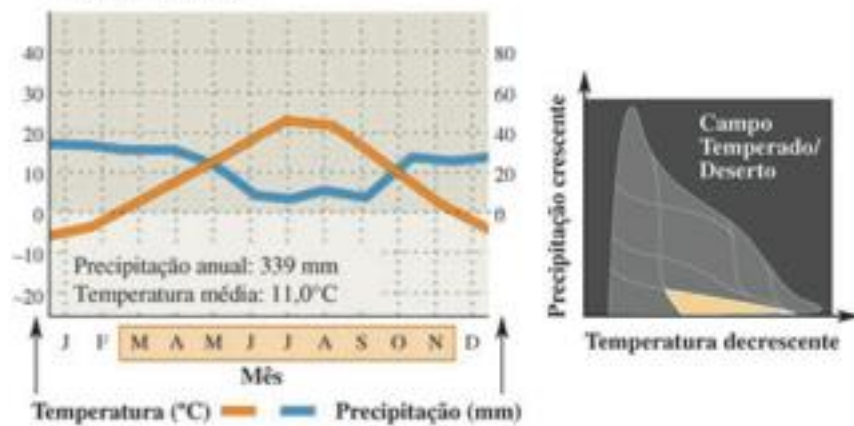 40
30
20
10
0
-10
-20
80
60
40
20
0
Precipitação anual: 339 mm
Temperatura média: 11,0°C
J F M A M J J A S O N D
Mês
Temperatura (°C)
Precipitação (mm)
Precipitação crescente
Campo
Temperado/
Deserto
Temperatura decrescente